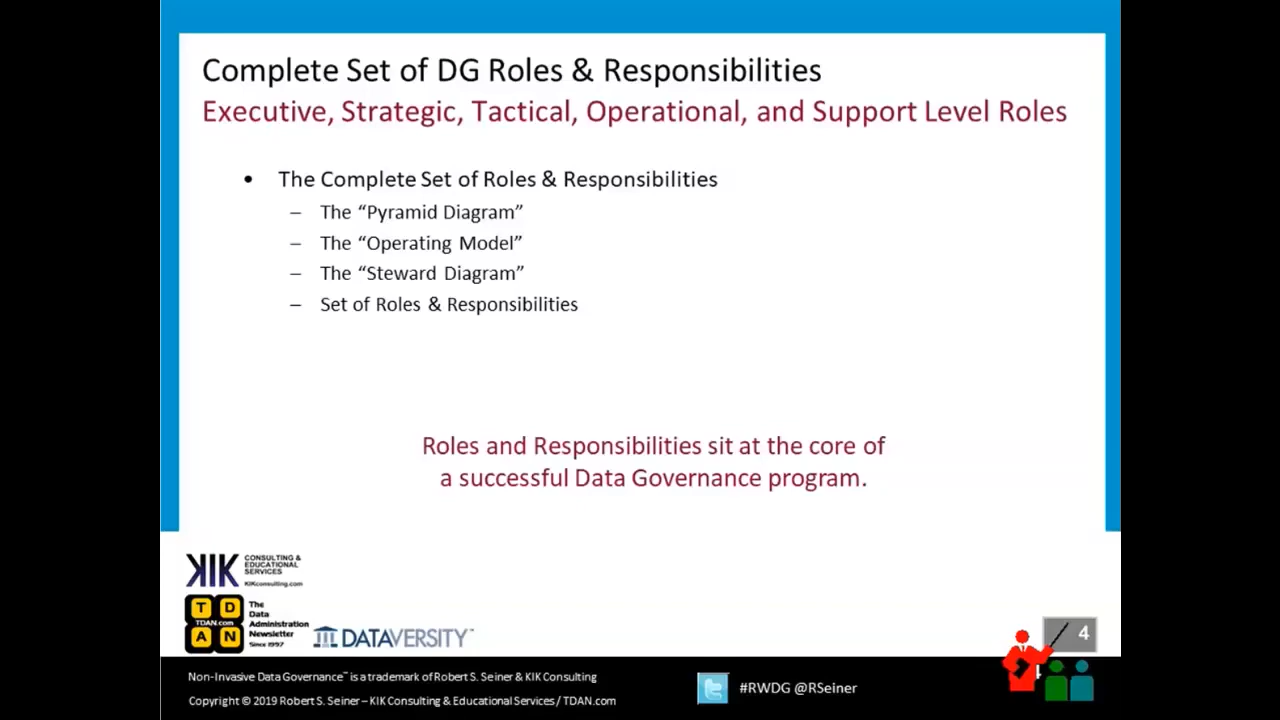 Complete Set of DG Roles & Responsibilities
Executive, Strategic, Tactical, Operational, and Support Level Roles
• The Complete Set of Roles & Responsibilities
– The “Pyramid Diagram”
– The “Operating Model”
– The “Steward Diagram”
– Set of Roles & Responsibilities
Roles and Responsibilities sit at the core of
a successful Data Governance program.
KIK
CONSULTING &
EDUCATIONAL
SERVICES
KIKconsulting.com
T D
TDAN.com
A N
The
Data
Administration
Newsletter
Since 1997
DATAVERSITY™
4
Non-Invasive Data Governance™ is a trademark of Robert S. Seiner & KIK Consulting
Copyright © 2019 Robert S. Seiner – KIK Consulting & Educational Services / TDAN.com
#RWDG @RSeiner